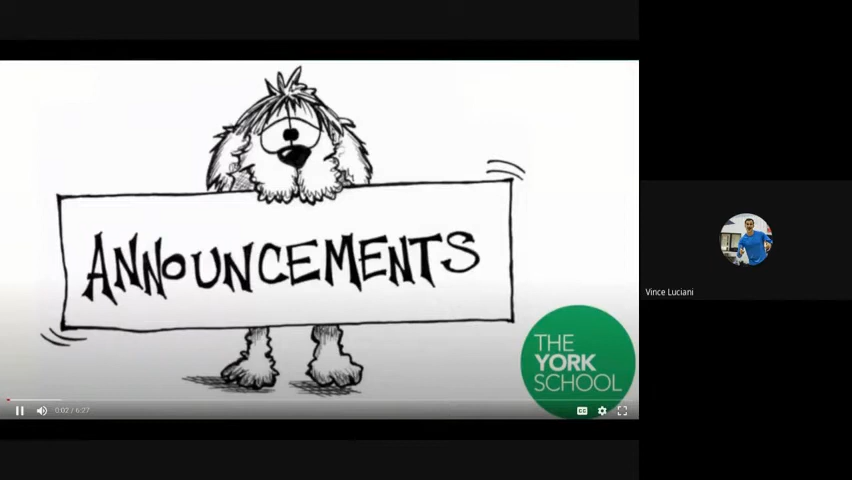 ANNOUNCEMENTS
THE
YORK
SCHOOL
Vince Luciani
0:02 / 6:27
CC